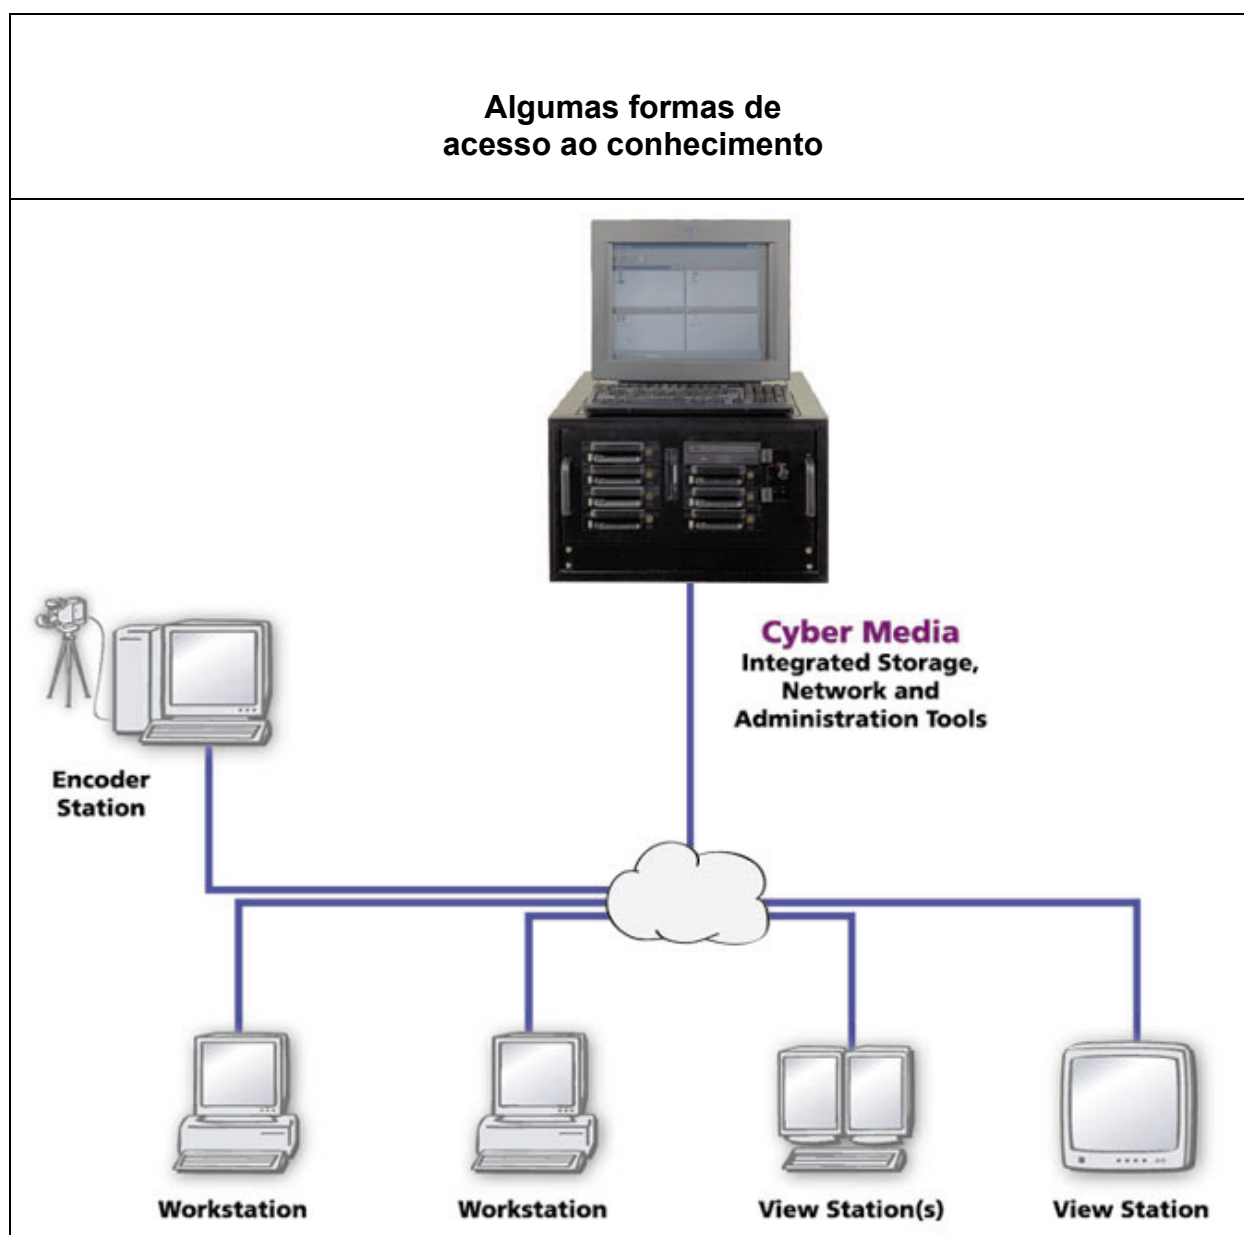 Algumas formas de
acesso ao conhecimento
Cyber Media
Integrated Storage,
Network and
Administration Tools
Encoder
Station
Workstation
Workstation
View Station(s)
View Station